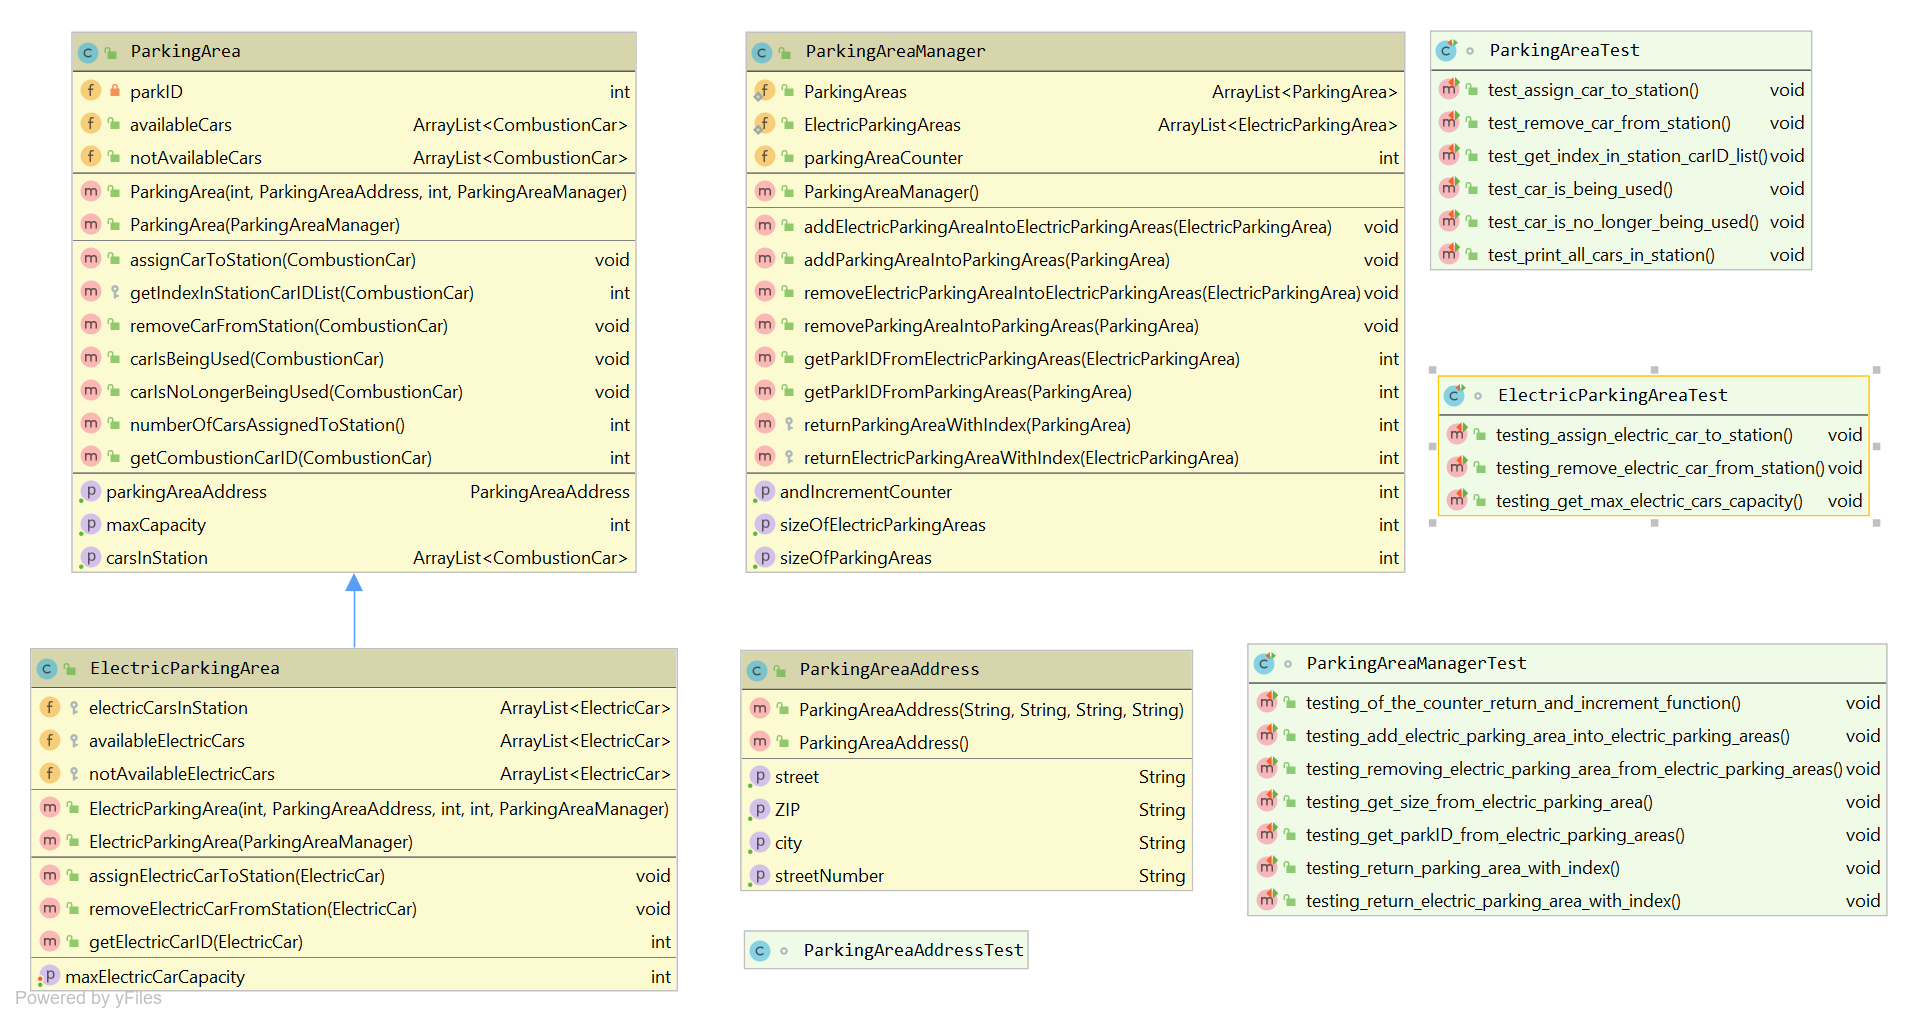 ParkingArea
parkID int
availableCars ArrayList<CombustionCar>
notAvailableCars ArrayList<CombustionCar>
ParkingArea(int, ParkingAreaAddress, int, ParkingAreaManager)
ParkingArea(ParkingAreaManager)
assignCarToStation(CombustionCar) void
getIndexInStationCarIDList(CombustionCar) int
removeCarFromStation(CombustionCar) void
carIsBeingUsed(CombustionCar) void
carIsNoLongerBeingUsed(CombustionCar) void
numberOfCarsAssignedToStation() int
getCombustionCarID(CombustionCar) int
parkingAreaAddress ParkingAreaAddress
maxCapacity int
carsInStation ArrayList<CombustionCar>
ParkingAreaManager
ParkingAreas ArrayList<ParkingArea>
ElectricParkingAreas ArrayList<ElectricParkingArea>
parkingAreaCounter int
ParkingAreaManager()
addElectricParkingAreaIntoElectricParkingAreas(ElectricParkingArea) void
addParkingAreaIntoParkingAreas(ParkingArea) void
removeElectricParkingAreaIntoElectricParkingAreas(ElectricParkingArea) void
removeParkingAreaIntoParkingAreas(ParkingArea) void
getParkIDFromElectricParkingAreas(ElectricParkingArea) int
getParkIDFromParkingAreas(ParkingArea) int
returnParkingAreaWithIndex(ParkingArea) int
returnElectricParkingAreaWithIndex(ElectricParkingArea) int
andIncrementCounter int
sizeOfElectricParkingAreas int
sizeOfParkingAreas int
ParkingAreaTest
test_assign_car_to_station() void
test_remove_car_from_station() void
test_get_index_in_station_carID_list() void
test_car_is_being_used() void
test_car_is_no_longer_being_used() void
test_print_all_cars_in_station() void
ElectricParkingAreaTest
testing_assign_electric_car_to_station() void
testing_remove_electric_car_from_station() void
testing_get_max_electric_cars_capacity() void
ElectricParkingArea
electricCarsInStation ArrayList<ElectricCar>
availableElectricCars ArrayList<ElectricCar>
notAvailableElectricCars ArrayList<ElectricCar>
ElectricParkingArea(int, ParkingAreaAddress, int, int, ParkingAreaManager)
ElectricParkingArea(ParkingAreaManager)
assignElectricCarToStation(ElectricCar) void
removeElectricCarFromStation(ElectricCar) void
getElectricCarID(ElectricCar) int
maxElectricCarCapacity int
ParkingAreaAddress
ParkingAreaAddress(String, String, String, String)
ParkingAreaAddress()
street String
ZIP String
city String
streetNumber String
ParkingAreaAddressTest
ParkingAreaManagerTest
testing_of_the_counter_return_and_increment_function() void
testing_add_electric_parking_area_into_electric_parking_areas() void
testing_removing_electric_parking_area_from_electric_parking_areas() void
testing_get_size_from_electric_parking_area() void
testing_get_parkID_from_electric_parking_areas() void
testing_return_parking_area_with_index() void
testing_return_electric_parking_area_with_index() void
Powered by yFiles